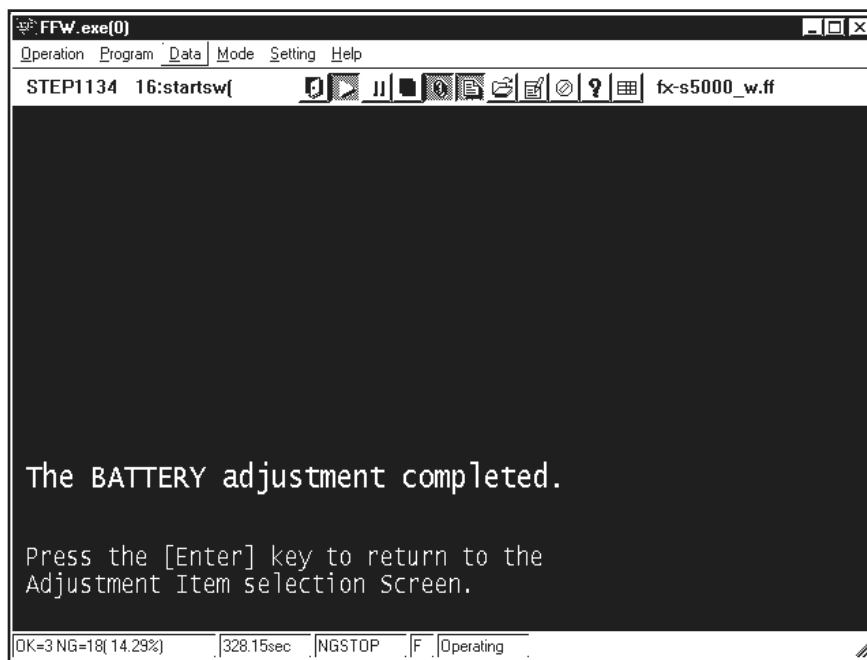 FFW.exe(0)
Operation Program Data Mode Setting Help
STEP1134 16:startsw( fx-s5000_w.ff
The BATTERY adjustment completed.
Press the [Enter] key to return to the
Adjustment Item selection Screen.
OK=3 NG=18( 14.29%) 328.15sec NGSTOP F Operating